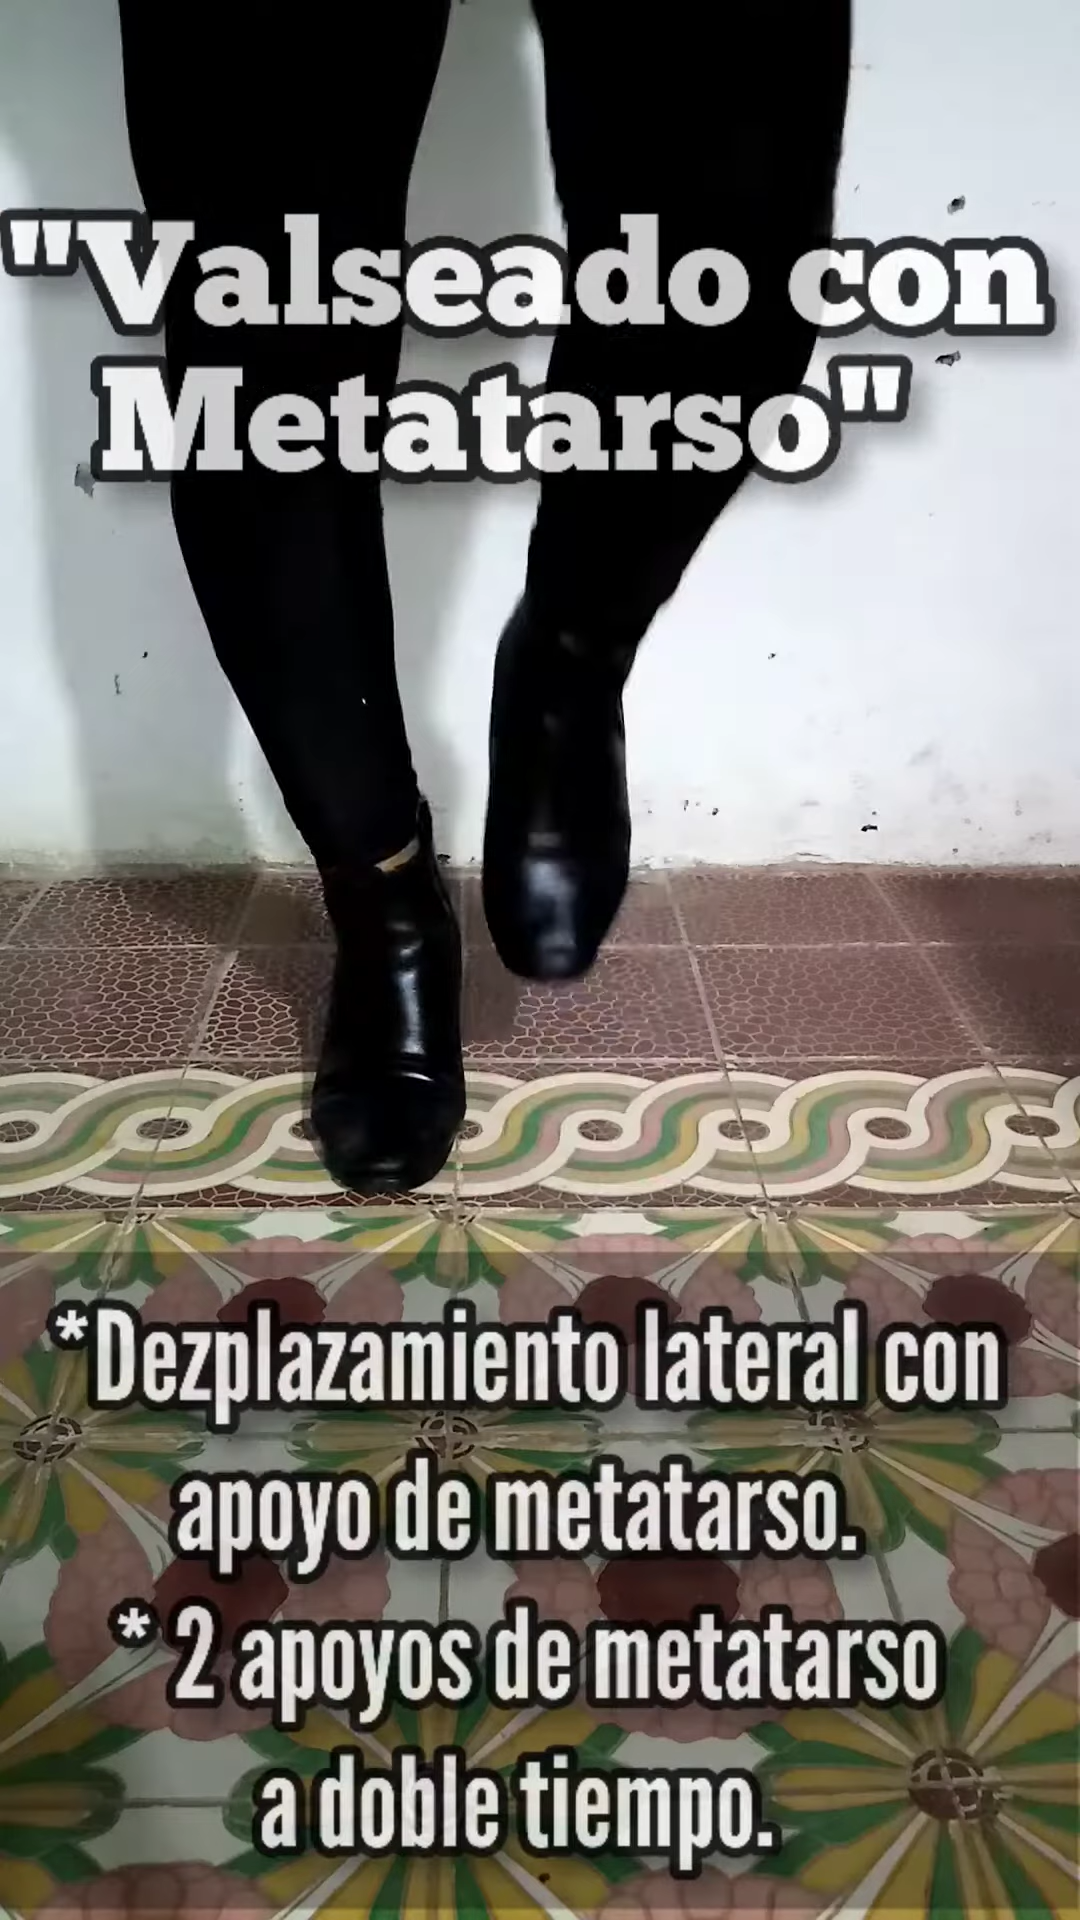 "Valseado con
Metatarso"
*Dezplazamiento lateral con
apoyo de metatarso.
* 2 apoyos de metatarso
a doble tiempo.